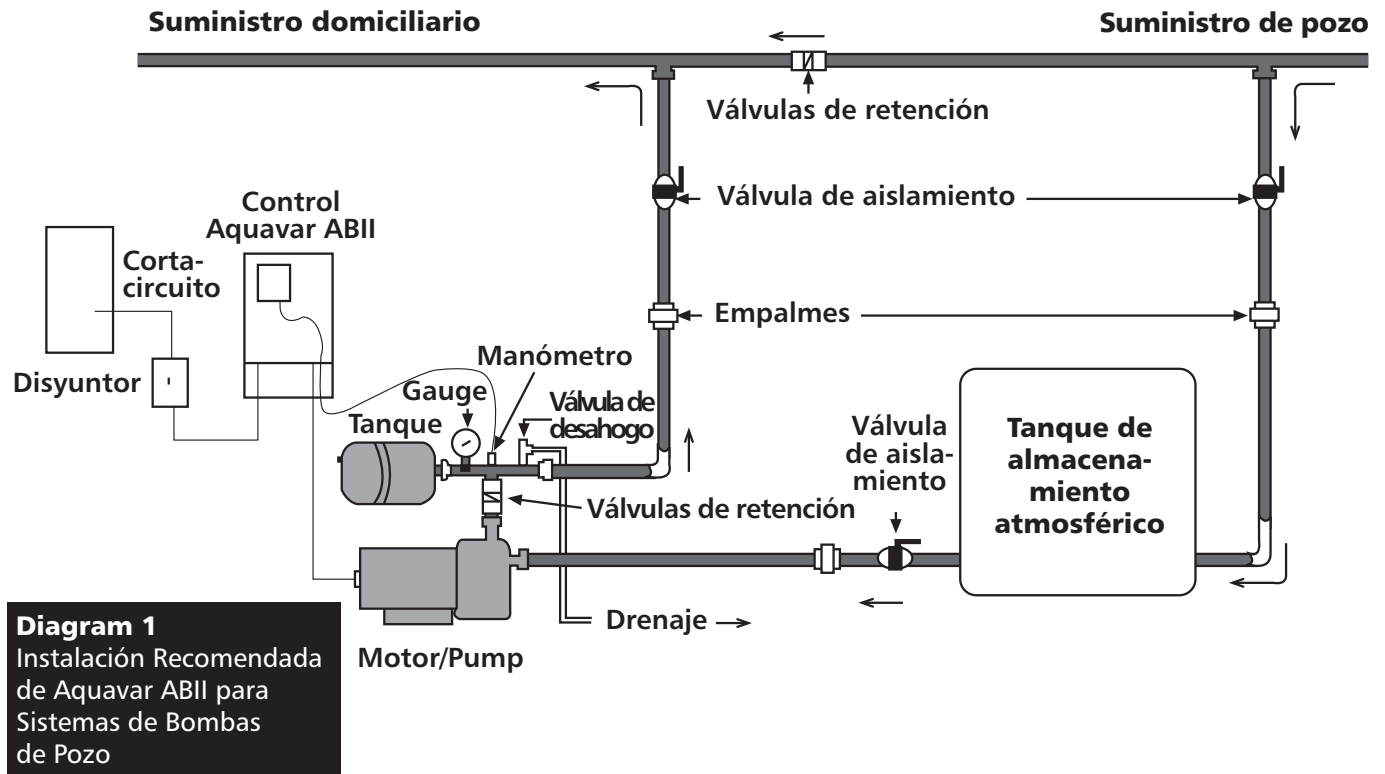 Suministro domiciliario
Suministro de pozo
Válvulas de retención
Válvula de aislamiento
Control
Aquavar ABII
Corta-
circuito
Empalmes
Disyuntor
Manómetro
Gauge
Tanque
Válvula de
desahogo
Válvula
de aisla-
miento
Tanque de
almacena-
miento
atmosférico
Válvulas de retención
Drenaje
Motor/Pump
Diagram 1
Instalación Recomendada
de Aquavar ABII para
Sistemas de Bombas
de Pozo